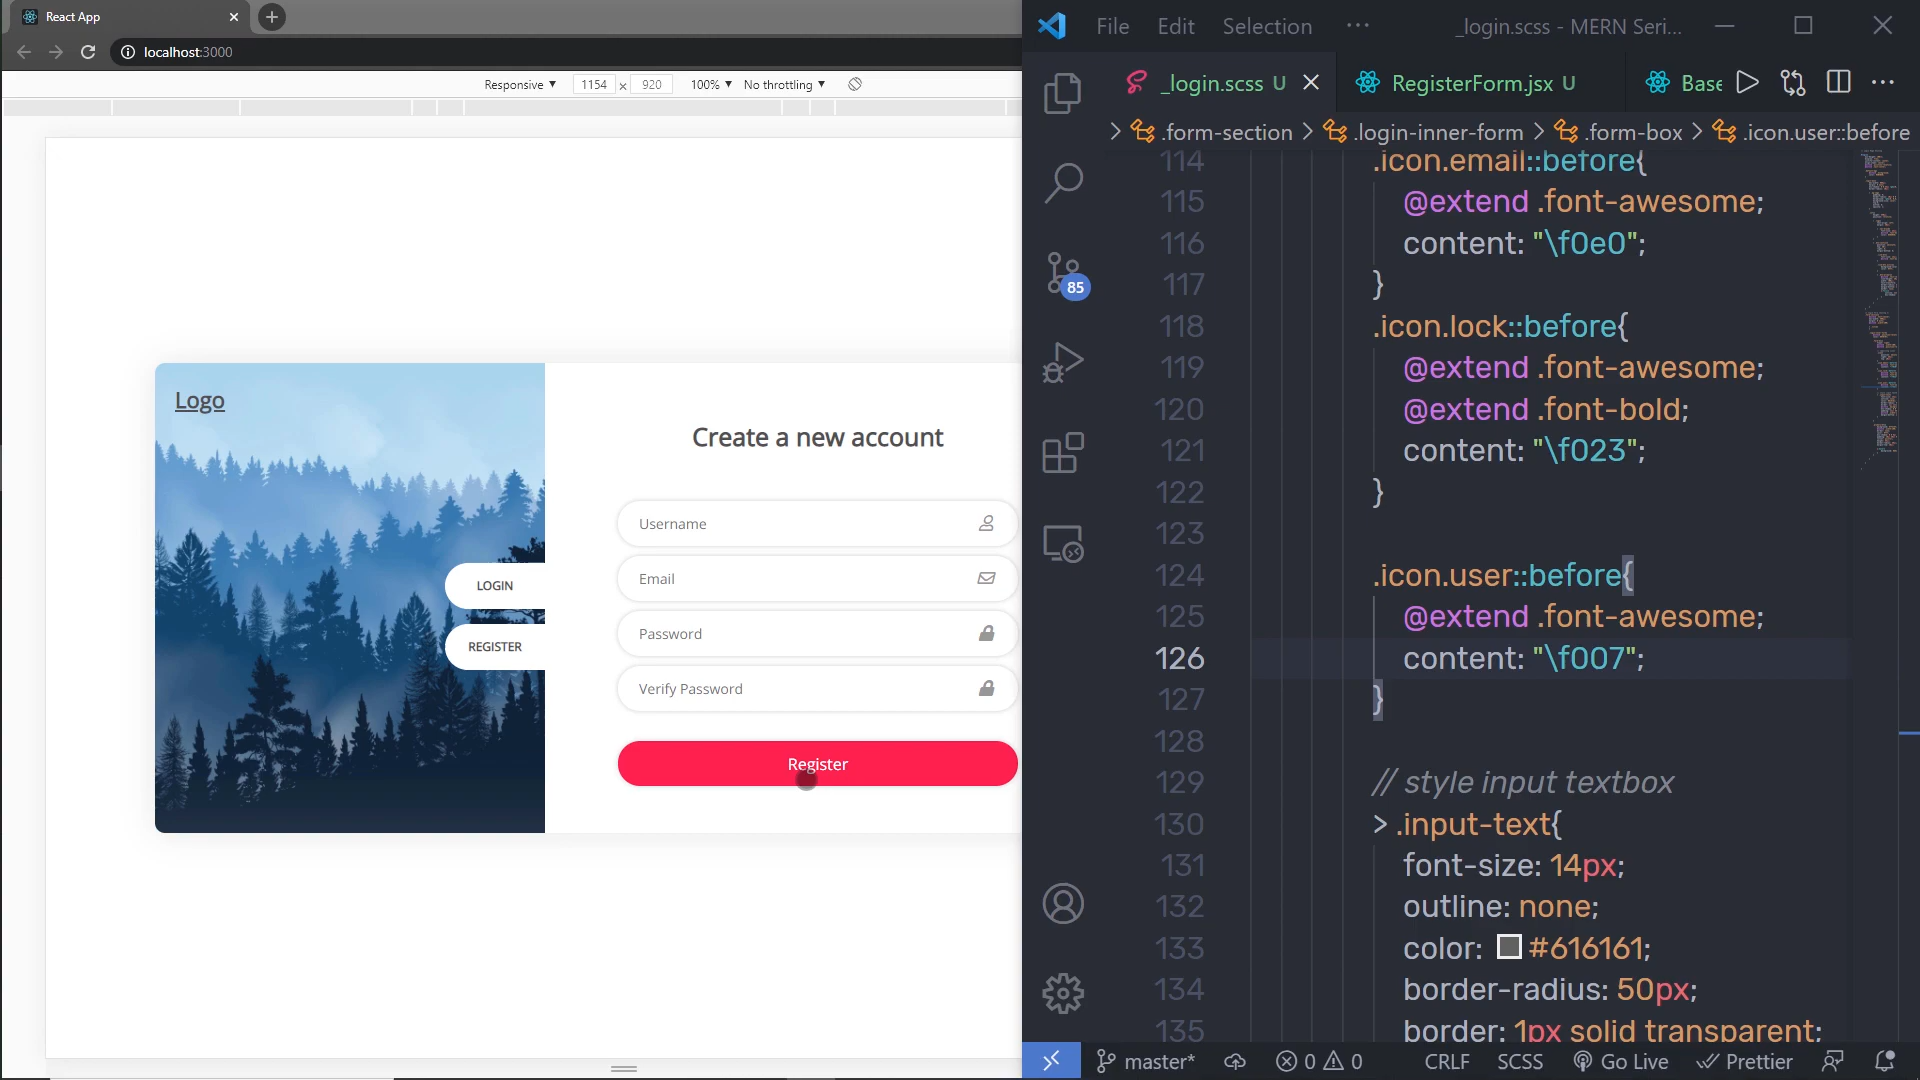 React App
localhost:3000
Responsive ▼ 1154 x 920 100% ▼ No throttling ▼
Logo
LOGIN
REGISTER
Create a new account
Username
Email
Password
Verify Password
Register
File Edit Selection ··· _login.scss - MERN Seri...
_login.scss U RegisterForm.jsx U Base
> .form-section > .login-inner-form > .form-box > .icon.user::before
114 .icon.email::before{
115 @extend .font-awesome;
116 content: "\f0e0";
117 }
118 .icon.lock::before{
119 @extend .font-awesome;
120 @extend .font-bold;
121 content: "\f023";
122 }
123
124 .icon.user::before{
125 @extend .font-awesome;
126 content: "\f007";
127 }
128
129 // style input textbox
130 > .input-text{
131 font-size: 14px;
132 outline: none;
133 color: #616161;
134 border-radius: 50px;
135 border: 1px solid transparent;
85
master* 0 0 CRLF SCSS Go Live Prettier